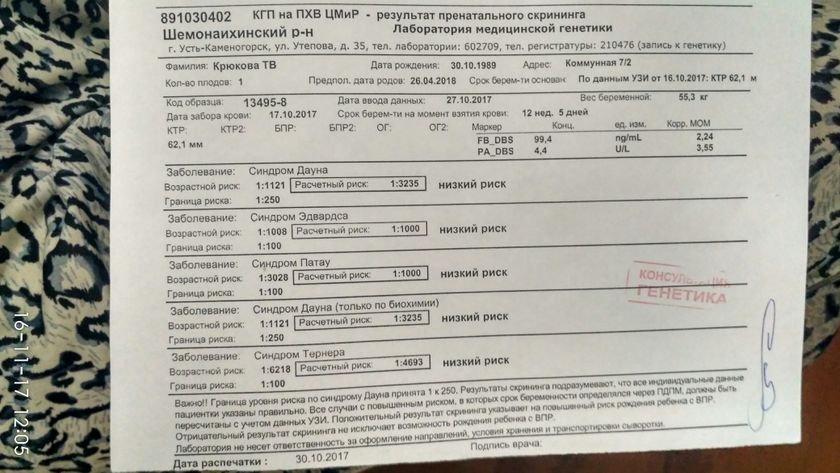 891030402 КГП на ПХВ ЦМиР - результат пренатального скрининга
Шемонаихинский р-н Лаборатория медицинской генетики
г. Усть-Каменогорск, ул. Утепова, д. 35, тел. лаборатории: 602709, тел. регистратуры: 210476 (запись к генетику)
Фамилия: Крюкова ТВ Дата рождения: 30.10.1989 Адрес: Коммунная 7/2
Кол-во плодов: 1 Предпол. дата родов: 26.04.2018 Срок берем-ти основан: По данным УЗИ от 16.10.2017: КТР 62,1 м
Код образца: 13495-8 Дата ввода данных: 27.10.2017 Вес беременной: 55,3 кг
Дата забора крови: 17.10.2017 Срок берем-ти на момент взятия крови: 12 нед. 5 дней
КТР: КТР2: БПР: БПР2: ОГ: ОГ2: Маркер Конц. ед. изм. Корр. МОМ
62,1 мм FB_DBS 99,4 ng/mL 2,24
PA_DBS 4,4 U/L 3,55
Заболевание: Синдром Дауна
Возрастной риск: 1:1121 Расчетный риск: 1:3235 низкий риск
Граница риска: 1:250
Заболевание: Синдром Эдвардса
Возрастной риск: 1:1008 Расчетный риск: 1:1000 низкий риск
Граница риска: 1:100
Заболевание: Синдром Патау
Возрастной риск: 1:3028 Расчетный риск: 1:1000 низкий риск
Граница риска: 1:100
КОНСУЛЬТАЦИЯ
ГЕНЕТИКА
Заболевание: Синдром Дауна (только по биохимии)
Возрастной риск: 1:1121 Расчетный риск: 1:3235 низкий риск
Граница риска: 1:250
Заболевание: Синдром Тернера
Возрастной риск: 1:6218 Расчетный риск: 1:4693 низкий риск
Граница риска: 1:100
Важно!! Граница уровня риска по синдрому Дауна принята 1 к 250. Результаты скрининга подразумевают, что все индивидуальные данные
пациентки указаны правильно. Все случаи с повышенным риском, в которых срок беременности определялся через ПДПМ, должны быть
пересчитаны с учетом данных УЗИ. Положительный результат скрининга указывает на повышенный риск рождения ребенка с ВПР.
Отрицательный результат скрининга не исключает возможность рождения ребенка с ВПР.
Лаборатория не несет ответственность за оформление направлений, условия хранения и транспортировки сыворотки.
Подпись врача:
Дата распечатки : 30.10.2017
16-11-17 12:05